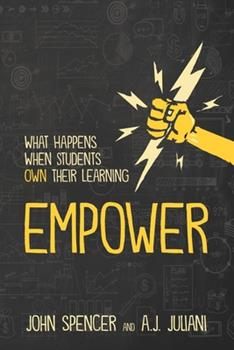 WHAT HAPPENS
WHEN STUDENTS
OWN THEIR LEARNING
EMPOWER
JOHN SPENCER AND A.J. JULIANI